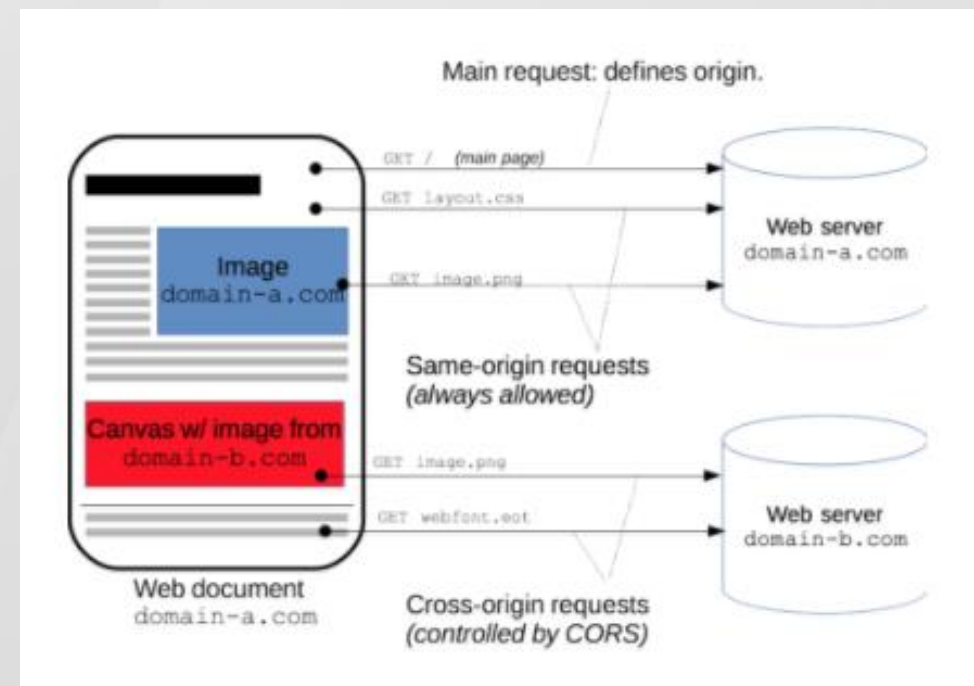 Main request: defines origin.
GET / (main page)
GET layout.css
Image
domain-a.com
GET image.png
Web server
domain-a.com
Same-origin requests
(always allowed)
Canvas w/ image from
domain-b.com
GET image.png
GET webfont.eot
Web server
domain-b.com
Web document
domain-a.com
Cross-origin requests
(controlled by CORS)